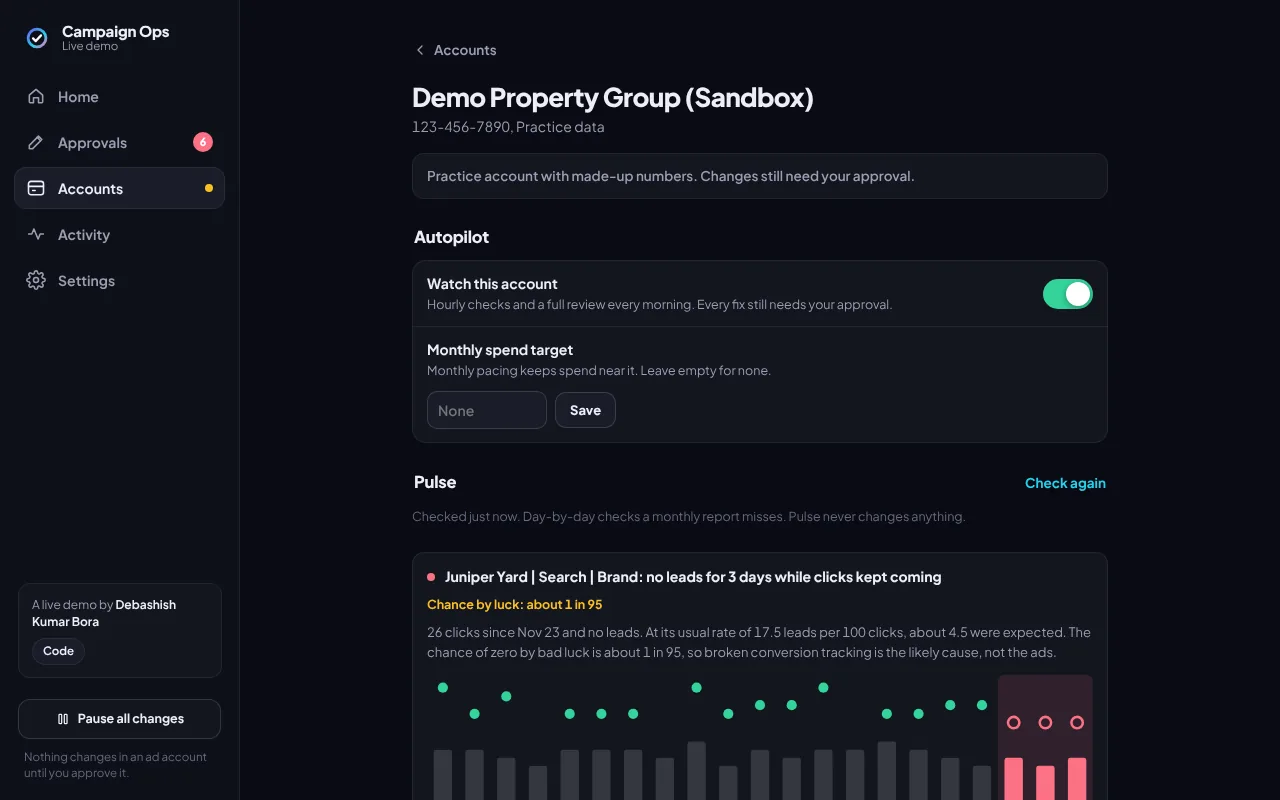 Campaign Ops
Live demo
Home
Approvals
6
Accounts
Activity
Settings
A live demo by Debashish
Kumar Bora
Code
Pause all changes
Nothing changes in an ad account
until you approve it.
Accounts
Demo Property Group (Sandbox)
123-456-7890, Practice data
Practice account with made-up numbers. Changes still need your approval.
Autopilot
Watch this account
Hourly checks and a full review every morning. Every fix still needs your approval.
Monthly spend target
Monthly pacing keeps spend near it. Leave empty for none.
None
Save
Pulse
Check again
Checked just now. Day-by-day checks a monthly report misses. Pulse never changes anything.
Juniper Yard | Search | Brand: no leads for 3 days while clicks kept coming
Chance by luck: about 1 in 95
26 clicks since Nov 23 and no leads. At its usual rate of 17.5 leads per 100 clicks, about 4.5 were expected. The
chance of zero by bad luck is about 1 in 95, so broken conversion tracking is the likely cause, not the ads.